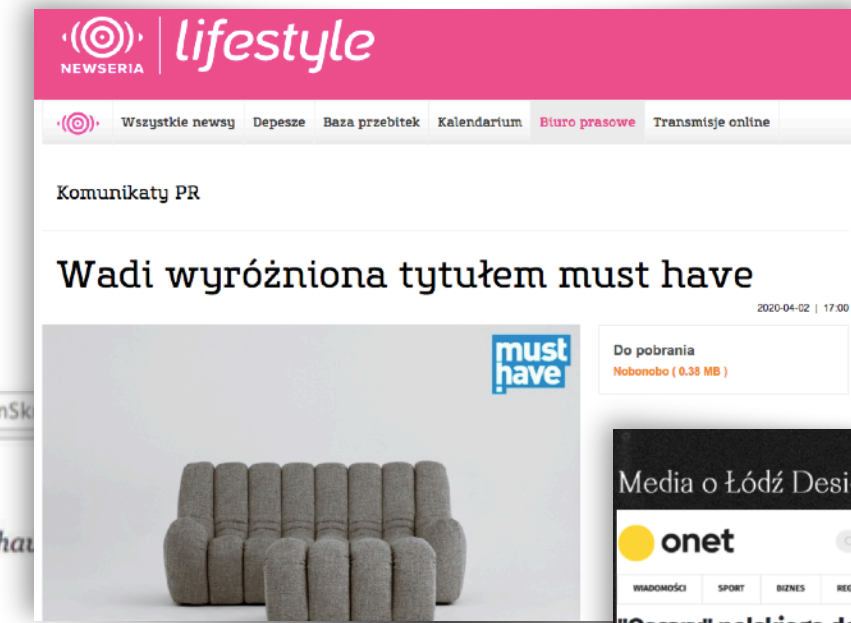 NEWSERIA
lifestyle
Wszystkie newsy Depesze Baza przebitek Kalendarium Biuro prasowe Transmisje online
Komunikaty PR
Wadi wyróżniona tytułem must have
2020-04-02 | 17:00
must
have
Do pobrania
Nobonobo ( 0.38 MB )
Media o Łódź Desi
onet
WIADOMOŚCI SPORT BIZNES REG